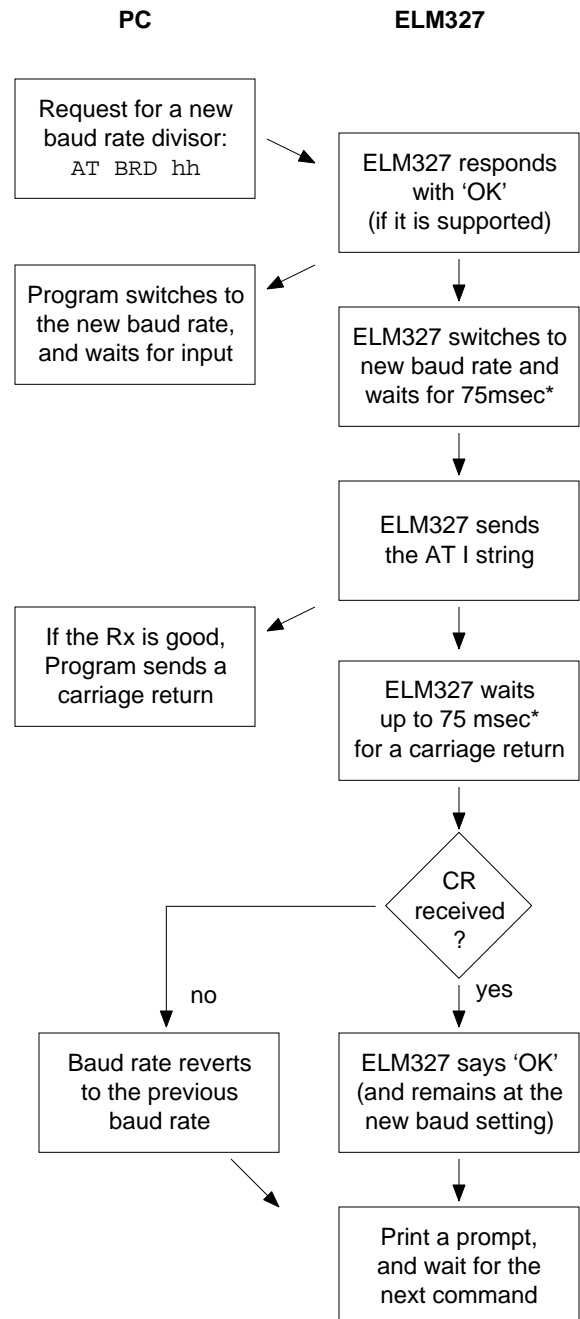 PC ELM327
Request for a new
baud rate divisor:
AT BRD hh
ELM327 responds
with ‘OK’
(if it is supported)
Program switches to
the new baud rate,
and waits for input
ELM327 switches to
new baud rate and
waits for 75msec*
ELM327 sends
the AT I string
If the Rx is good,
Program sends a
carriage return
ELM327 waits
up to 75 msec*
for a carriage return
CR
received
?
no
yes
Baud rate reverts
to the previous
baud rate
ELM327 says ‘OK’
(and remains at the
new baud setting)
Print a prompt,
and wait for the
next command